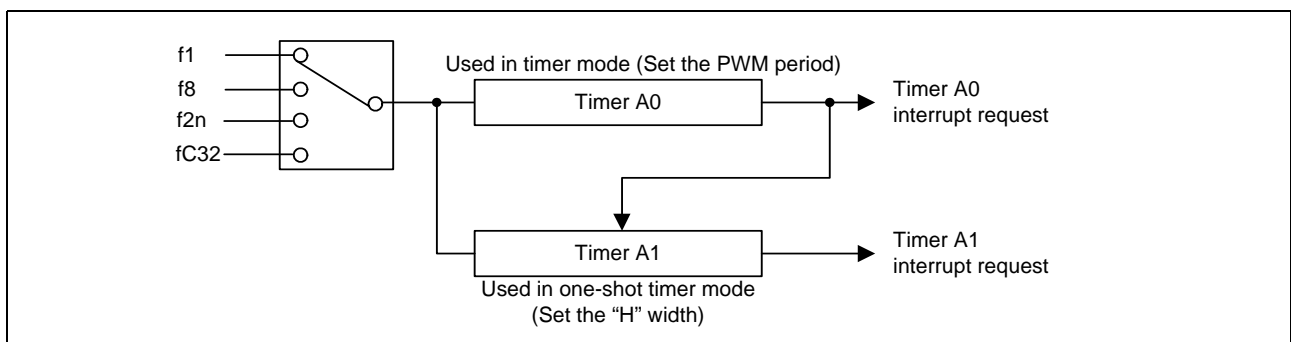 f1
f8
f2n
fC32
Used in timer mode (Set the PWM period)
Timer A0
Timer A0
interrupt request
Timer A1
Timer A1
interrupt request
Used in one-shot timer mode
(Set the “H” width)